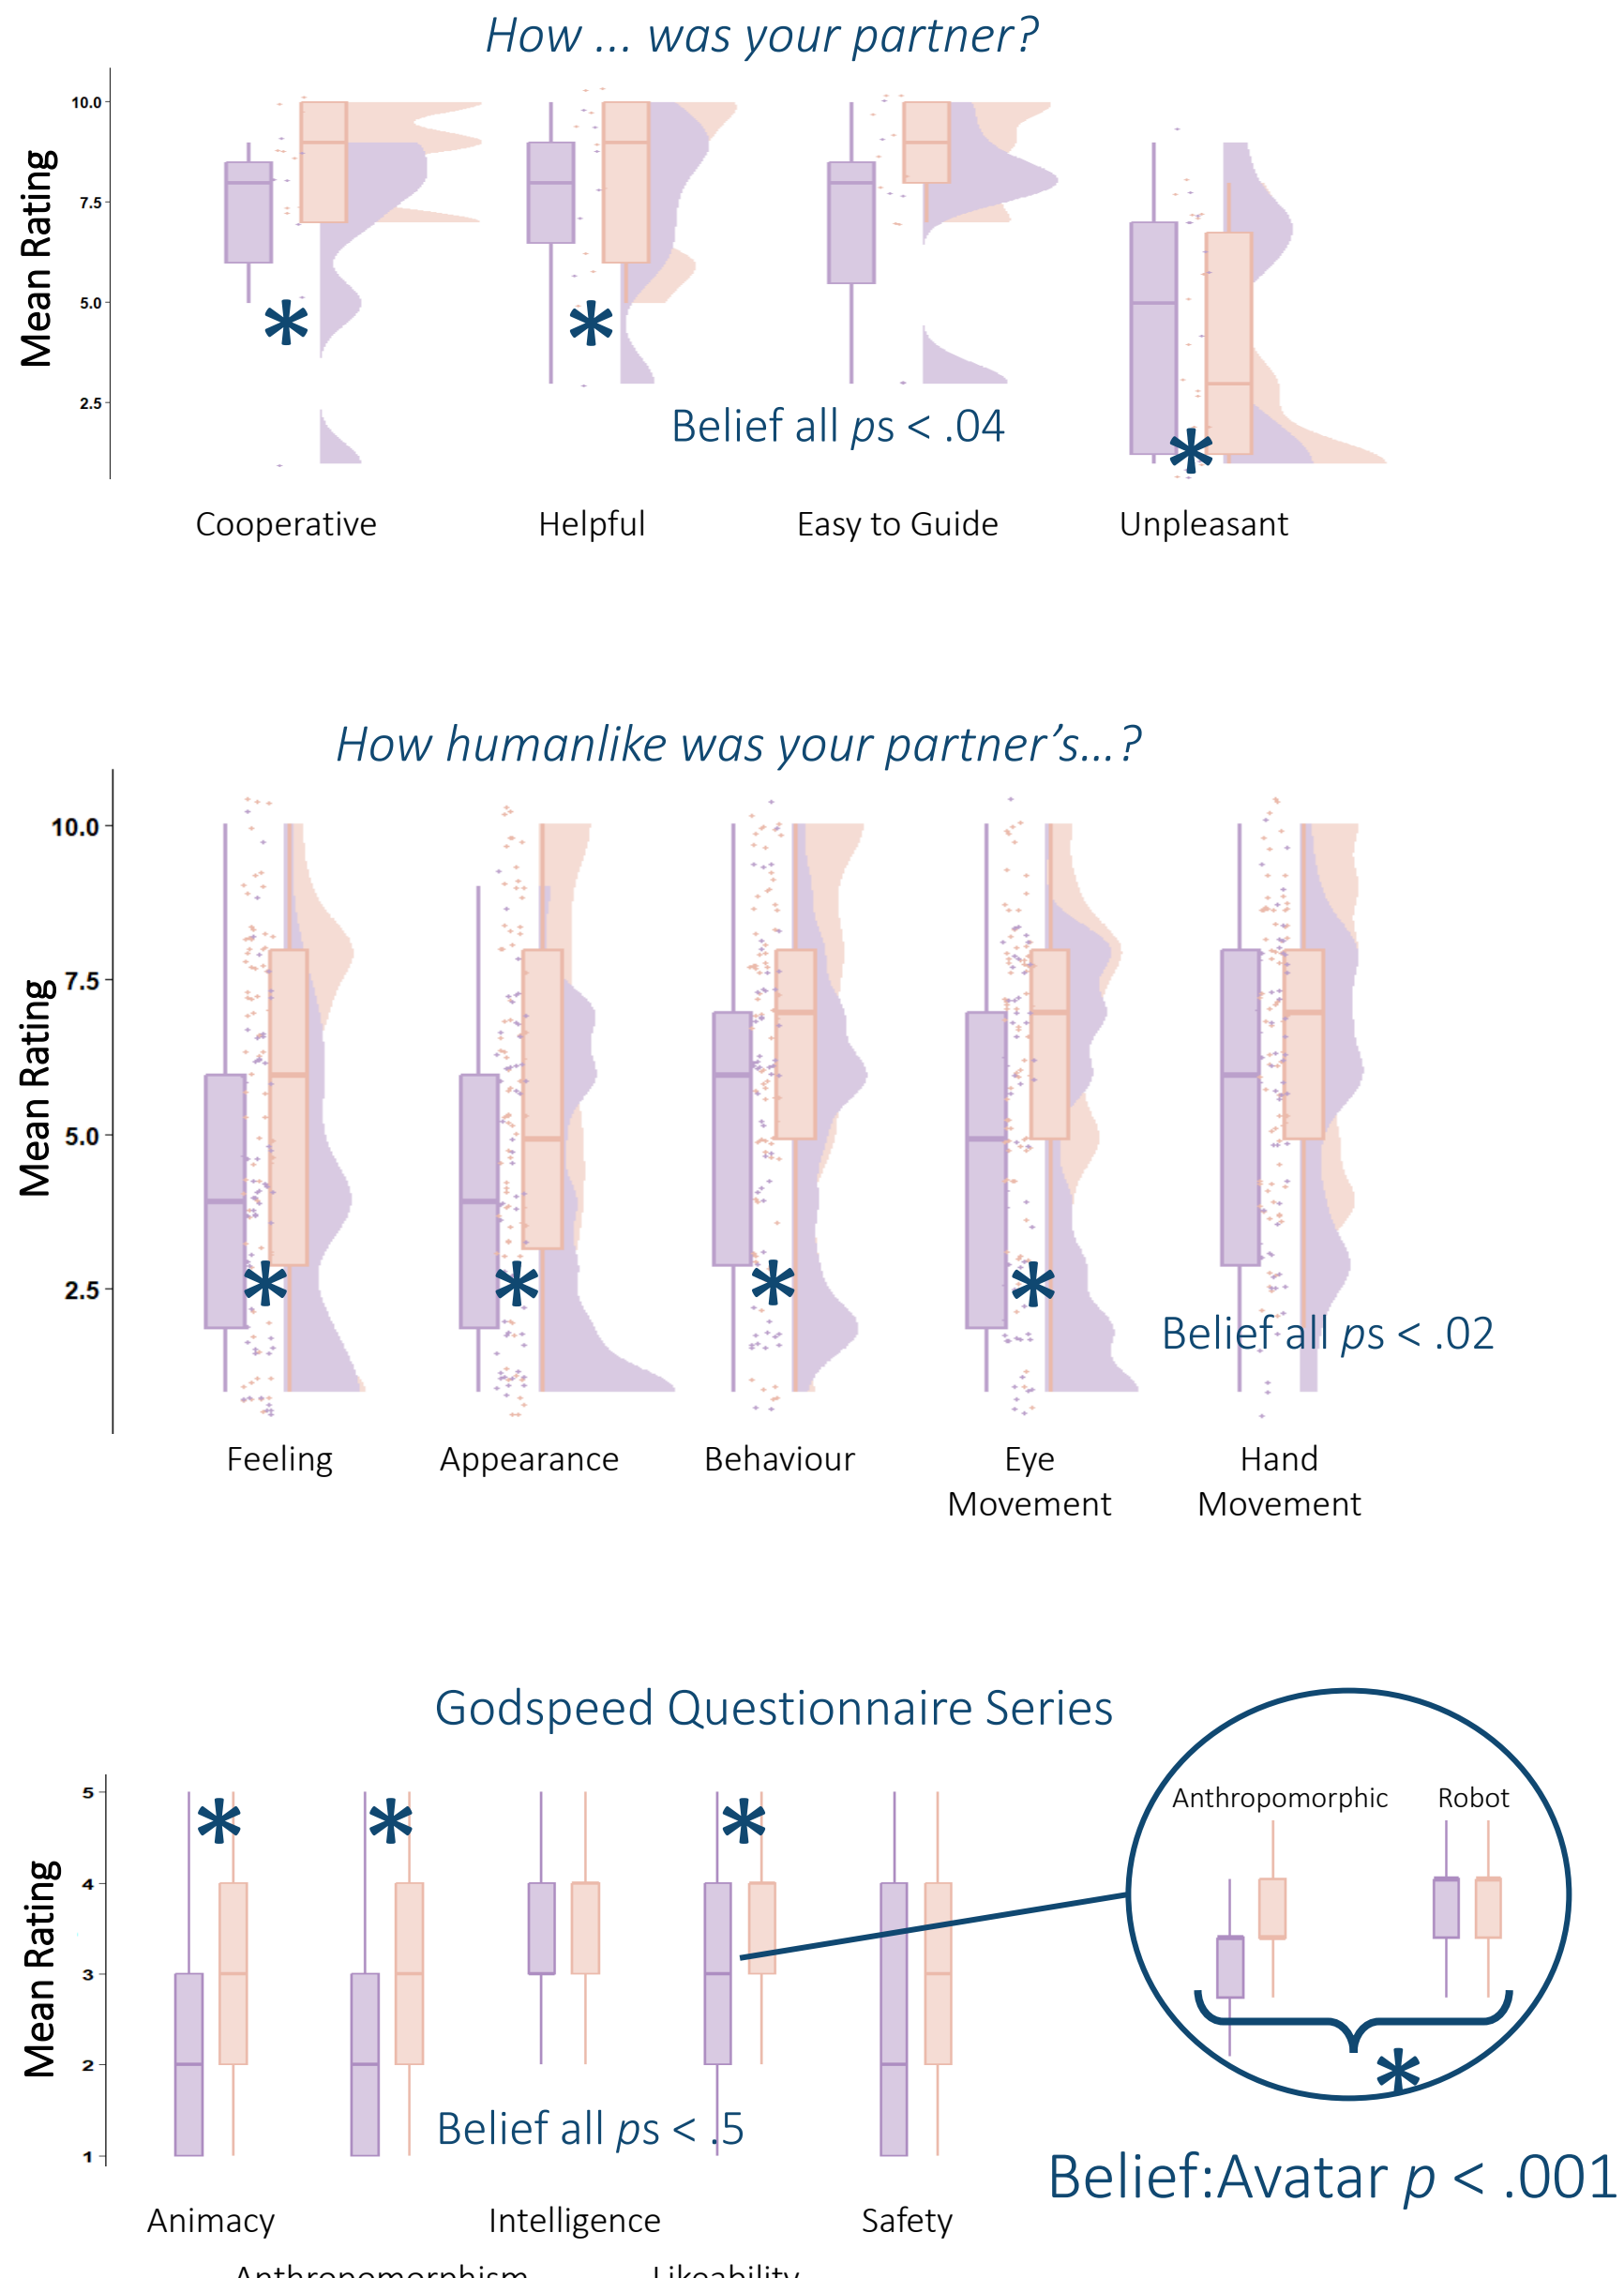 How ... was your partner?
Mean Rating
10.0
7.5
5.0
2.5
*
*
*
Belief all ps < .04
Cooperative
Helpful
Easy to Guide
Unpleasant
How humanlike was your partner’s...?
Mean Rating
10.0
7.5
5.0
2.5
*
*
*
*
Belief all ps < .02
Feeling
Appearance
Behaviour
Eye
Movement
Hand
Movement
Godspeed Questionnaire Series
Mean Rating
5
4
3
2
1
*
*
*
Anthropomorphic
Robot
*
Belief all ps < .5
Belief:Avatar p < .001
Animacy
Intelligence
Safety
Anthropomorphism
Likeability